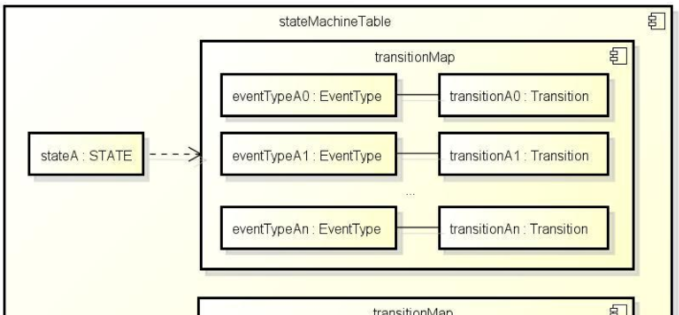 stateMachineTable
transitionMap
eventTypeA0 : EventType
transitionA0 : Transition
stateA : STATE
eventTypeA1 : EventType
transitionA1 : Transition
...
eventTypeAn : EventType
transitionAn : Transition
transitionMap